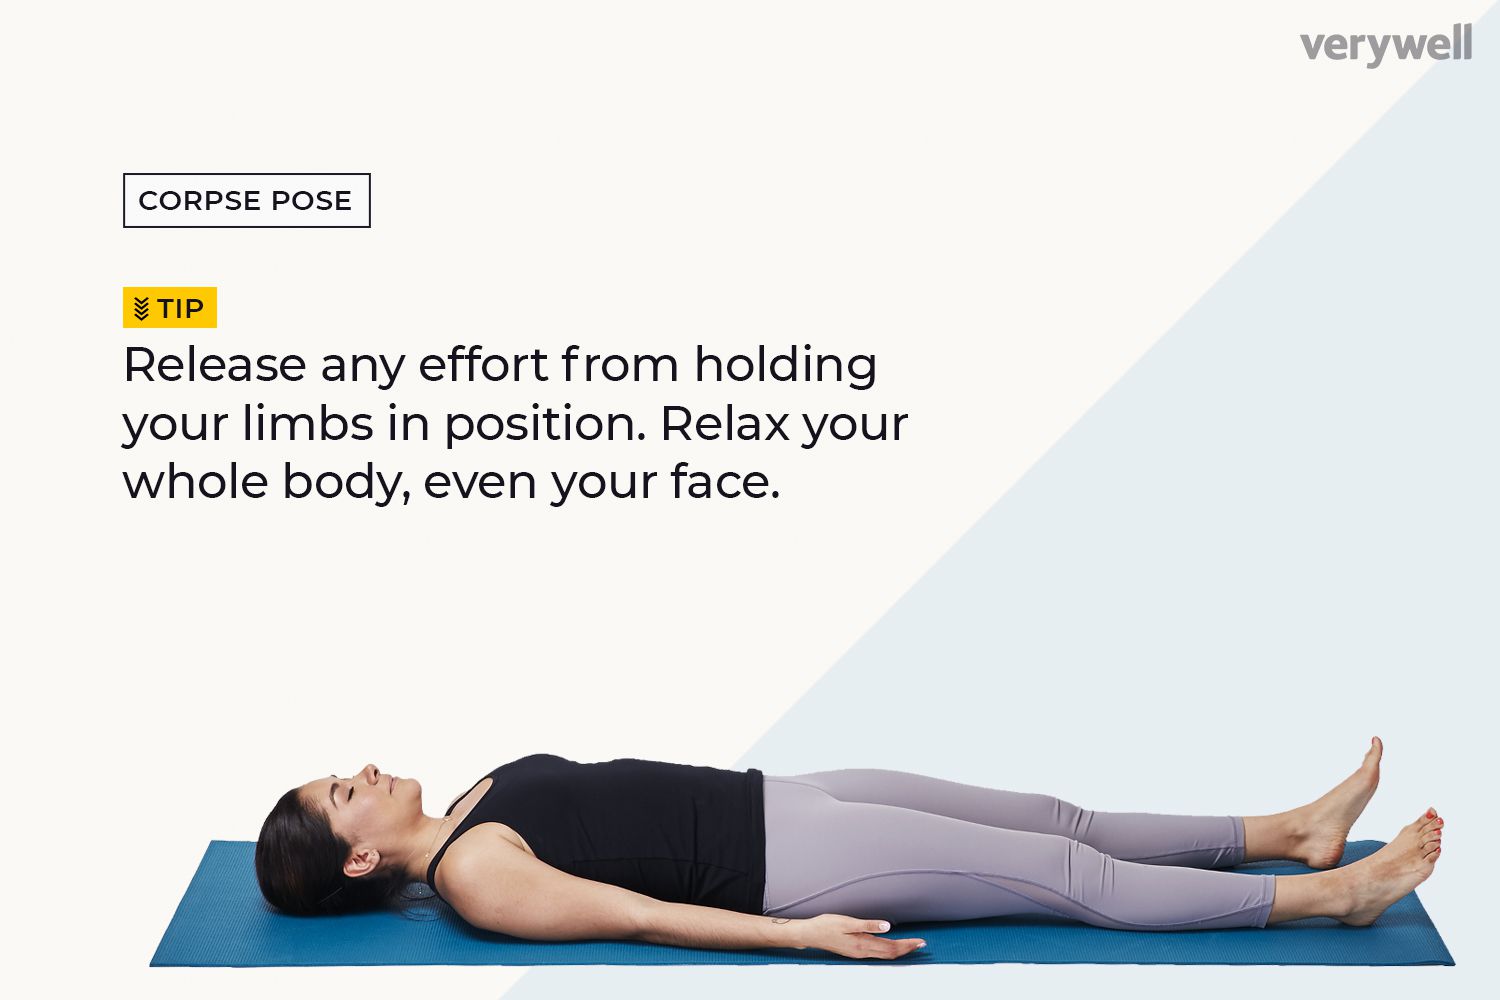 verywell
CORPSE POSE
TIP
Release any effort from holding
your limbs in position. Relax your
whole body, even your face.